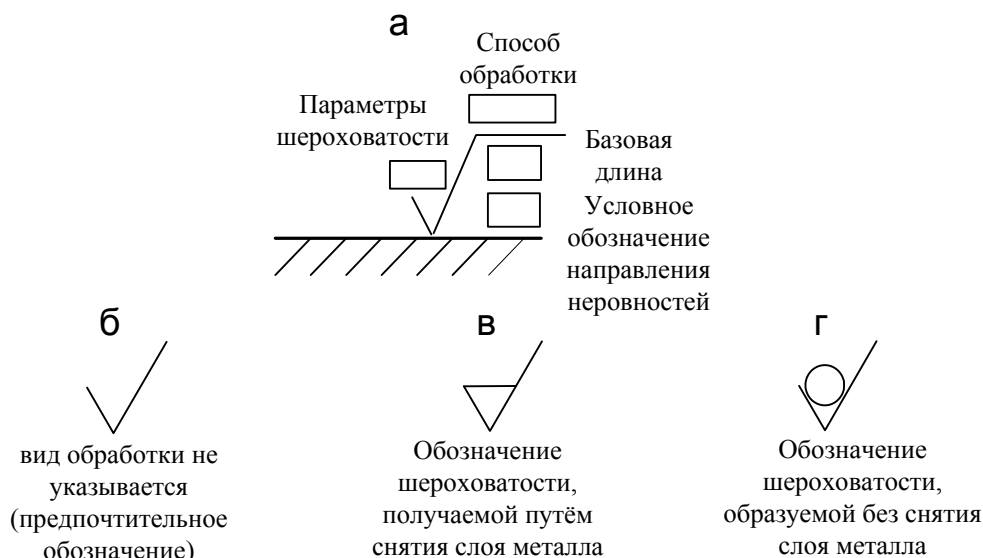 а
Способ
обработки
Параметры
шероховатости
Базовая
длина
Условное
обозначение
направления
неровностей
б
вид обработки не
указывается
(предпочтительное
обозначение)
в
Обозначение
шероховатости,
получаемой путём
снятия слоя металла
г
Обозначение
шероховатости,
образуемой без снятия
слоя металла